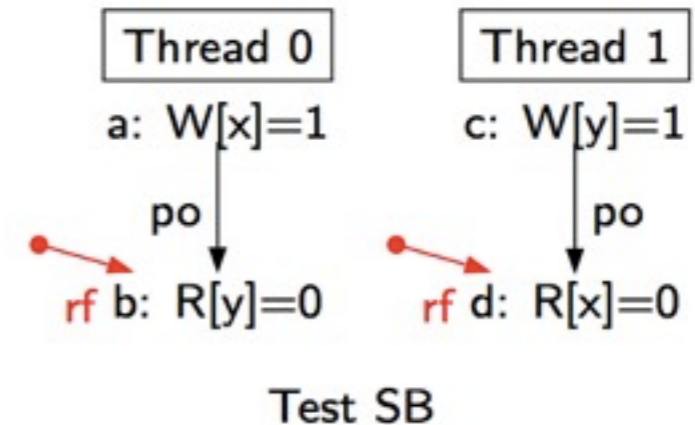 Thread 0 Thread 1
a: W[x]=1 c: W[y]=1
po po
rf b: R[y]=0 rf d: R[x]=0
Test SB